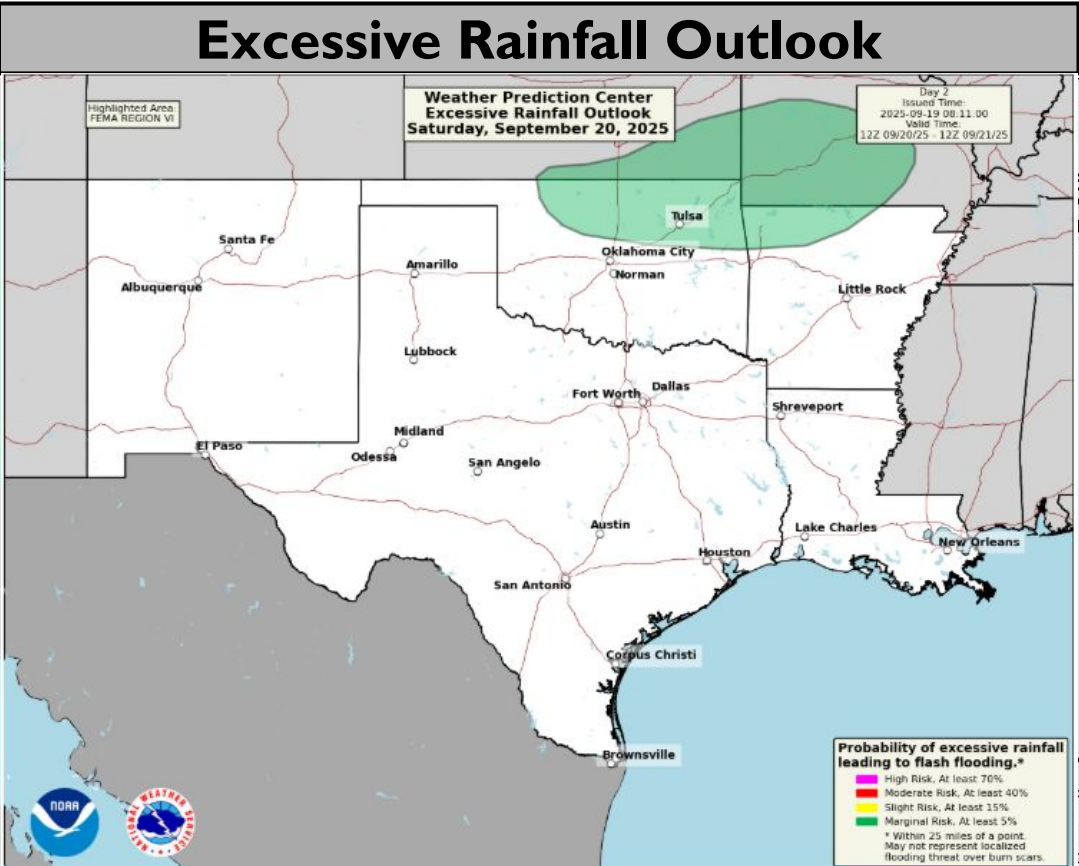 Excessive Rainfall Outlook
Highlighted Area:
FEMA REGION VI
Weather Prediction Center
Excessive Rainfall Outlook
Saturday, September 20, 2025
Day 2
Issued Time:
2025-09-19 08:11:00
Valid Time:
12Z 09/20/25 - 12Z 09/21/25
Tulsa
Santa Fe
Oklahoma City
Amarillo
Norman
Albuquerque
Little Rock
Lubbock
Fort Worth
Dallas
Shreveport
Midland
El Paso
Odessa
San Angelo
Austin
Lake Charles
New Orleans
Houston
San Antonio
Corpus Christi
Brownsville
Probability of excessive rainfall
leading to flash flooding.*
High Risk, At least 70%
Moderate Risk, At least 40%
Slight Risk, At least 15%
Marginal Risk, At least 5%
* Within 25 miles of a point.
May not represent localized
flooding threat over burn scars.
NOAA
NATIONAL WEATHER SERVICE